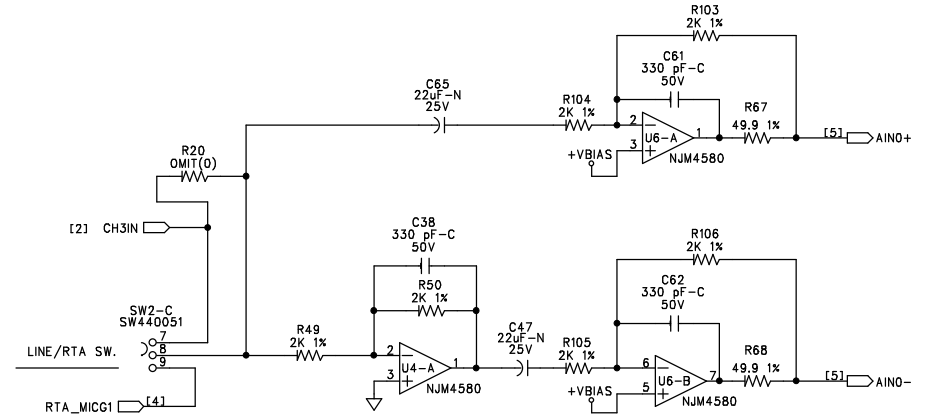 R103
2K 1%
C61
330 pF-C
50V
C65
22uF-N
25V
R104
2K 1%
R67
49.9 1%
2
1
U6-A
3
+VBIAS
NJM4580
[5] AIN0+
R20
OMIT(0)
[2] CH3IN
C38
330 pF-C
50V
R50
2K 1%
R106
2K 1%
C62
330 pF-C
50V
SW2-C
SW440051
7
LINE/RTA SW.
8
9
R49
2K 1%
C47
22uF-N
25V
R105
2K 1%
R68
49.9 1%
2
1
U4-A
3
NJM4580
6
7
U6-B
5
+VBIAS
NJM4580
[5] AIN0-
RTA_MICG1 [4]